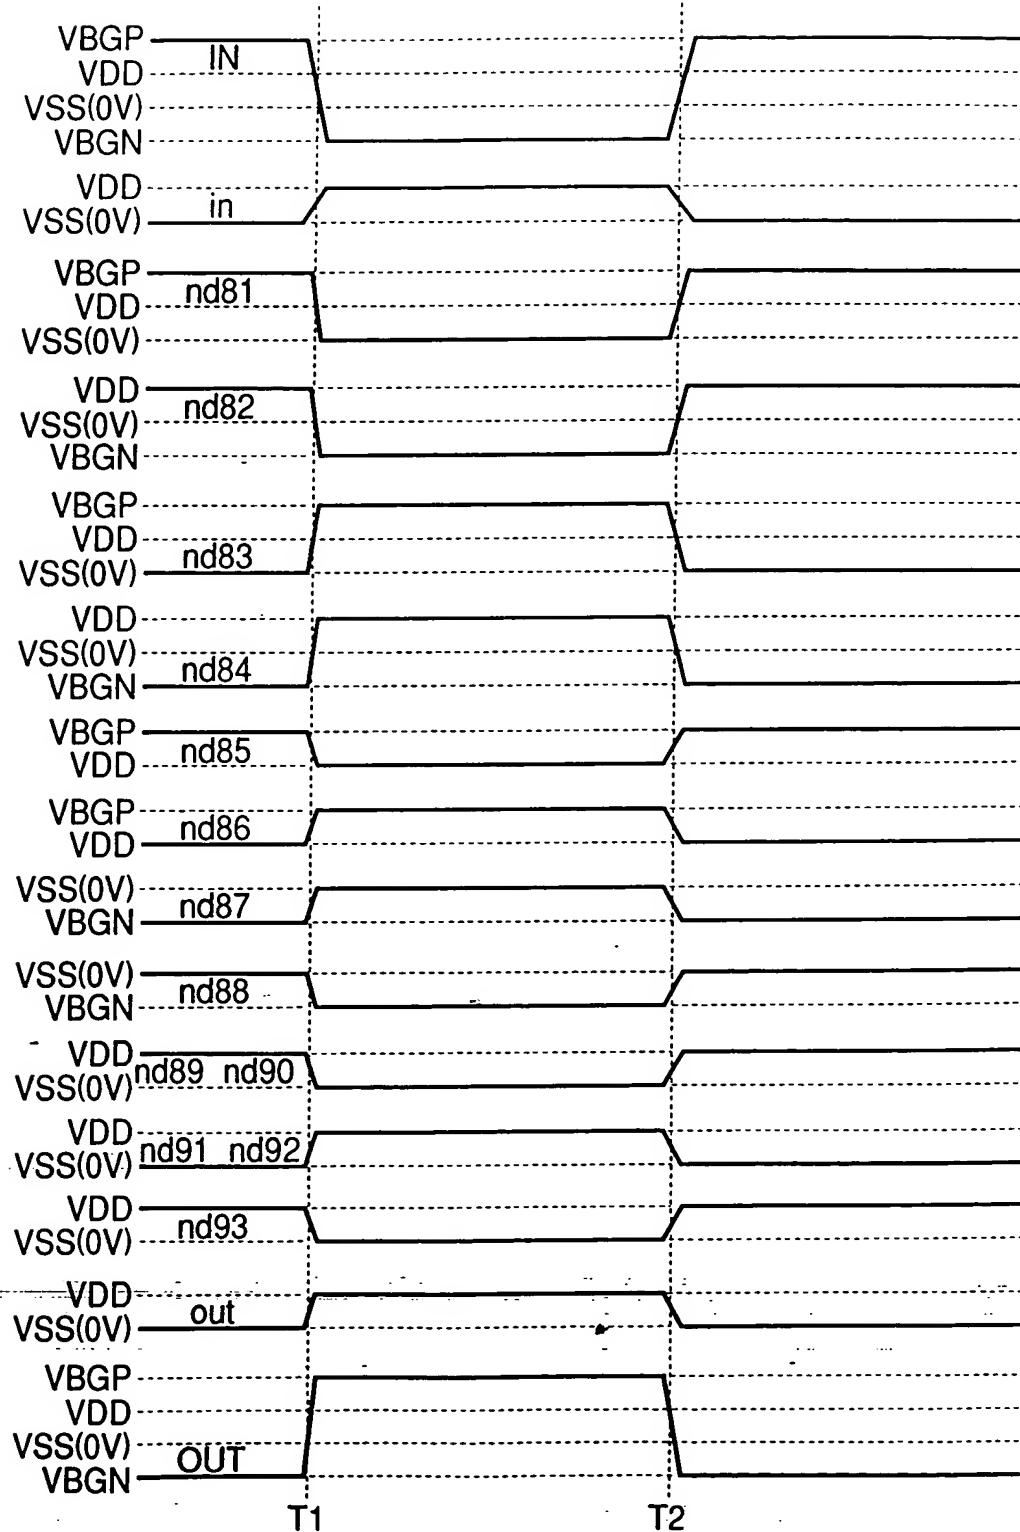 VBGP
IN
VDD
VSS(0V)
VBGN
VDD
in
VSS(0V)
VBGP
nd81
VDD
VSS(0V)
VDD
nd82
VSS(0V)
VBGN
VBGP
VDD
nd83
VSS(0V)
VDD
VSS(0V)
nd84
VBGN
VBGP
nd85
VDD
VBGP
nd86
VDD
VSS(0V)
nd87
VBGN
VSS(0V)
nd88
VBGN
VDD
nd89 nd90
VSS(0V)
VDD
nd91 nd92
VSS(0V)
VDD
nd93
VSS(0V)
VDD
out
VSS(0V)
VBGP
VDD
VSS(0V)
OUT
VBGN
T1 T2